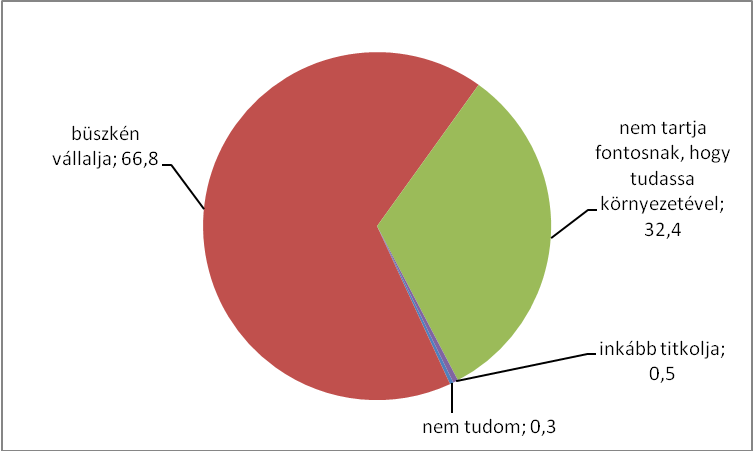 büszkén
vállalja; 66,8
nem tartja
fontosnak, hogy
tudassa
környezetével;
32,4
inkább titkolja;
0,5
nem tudom; 0,3